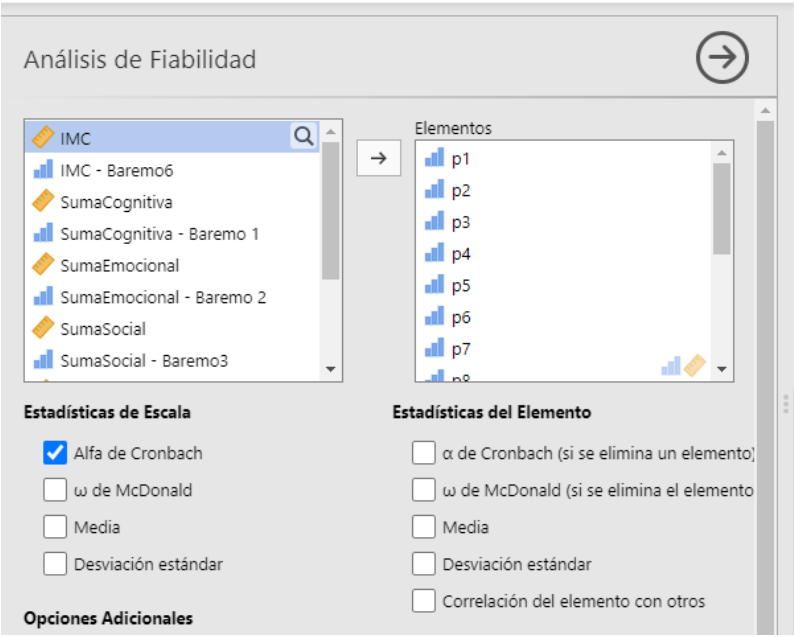 Análisis de Fiabilidad
IMC
IMC - Baremo6
SumaCognitiva
SumaCognitiva - Baremo 1
SumaEmocional
SumaEmocional - Baremo 2
SumaSocial
SumaSocial - Baremo3
Elementos
p1
p2
p3
p4
p5
p6
p7
p8
Estadísticas de Escala
Alfa de Cronbach
ω de McDonald
Media
Desviación estándar
Opciones Adicionales
Estadísticas del Elemento
α de Cronbach (si se elimina un elemento)
ω de McDonald (si se elimina el elemento
Media
Desviación estándar
Correlación del elemento con otros